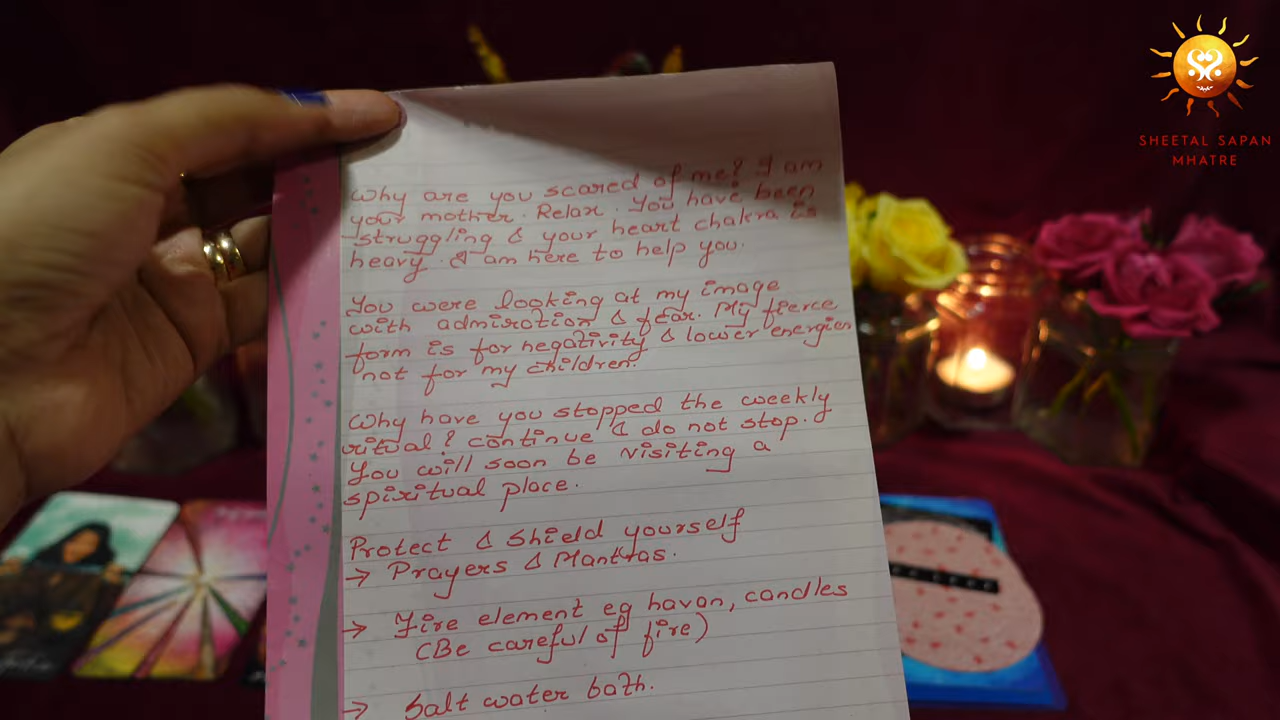 SHEETAL SAPAN
MHATRE
Why are you scared of me? I am
your mother. Relax. You have been
struggling & your heart chakra is
heavy. I am here to help you.
You were looking at my image
with admiration & fear. My fierce
form is for negativity & lower energies
not for my children.
Why have you stopped the weekly
ritual? continue & do not stop.
You will soon be visiting a
spiritual place.
Protect & Shield yourself
→ Prayers & Mantras.
→ Fire element eg havan, candles
(Be careful of fire)
→ Salt water bath.